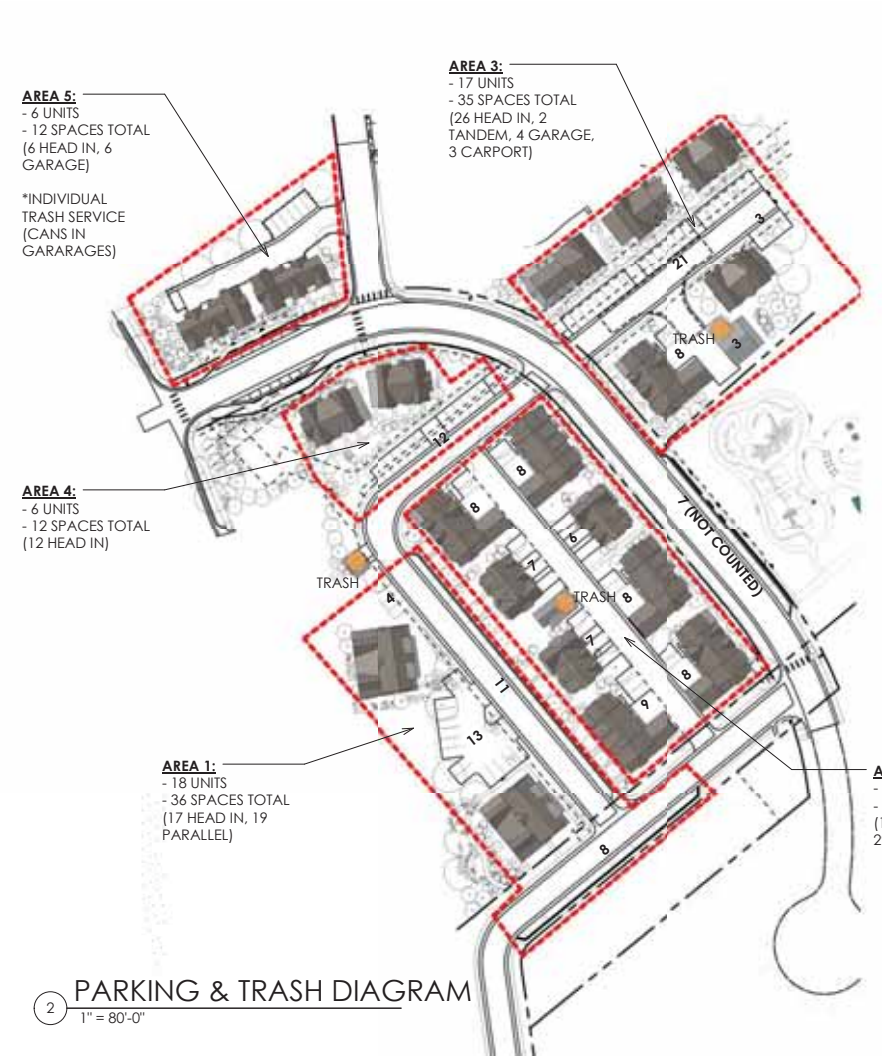 AREA 5:
- 6 UNITS
- 12 SPACES TOTAL
(6 HEAD IN, 6
GARAGE)
*INDIVIDUAL
TRASH SERVICE
(CANS IN
GARARAGES)
AREA 3:
- 17 UNITS
- 35 SPACES TOTAL
(26 HEAD IN, 2
TANDEM, 4 GARAGE,
3 CARPORT)
3
21
TRASH
3
8
12
AREA 4:
- 6 UNITS
- 12 SPACES TOTAL
(12 HEAD IN)
8
8
7 (NOT COUNTED)
6
7
TRASH
TRASH
8
4
7
8
11
9
13
AREA 1:
- 18 UNITS
- 36 SPACES TOTAL
(17 HEAD IN, 19
PARALLEL)
A
-
-
(1
2
8
2 PARKING & TRASH DIAGRAM
1" = 80'-0"